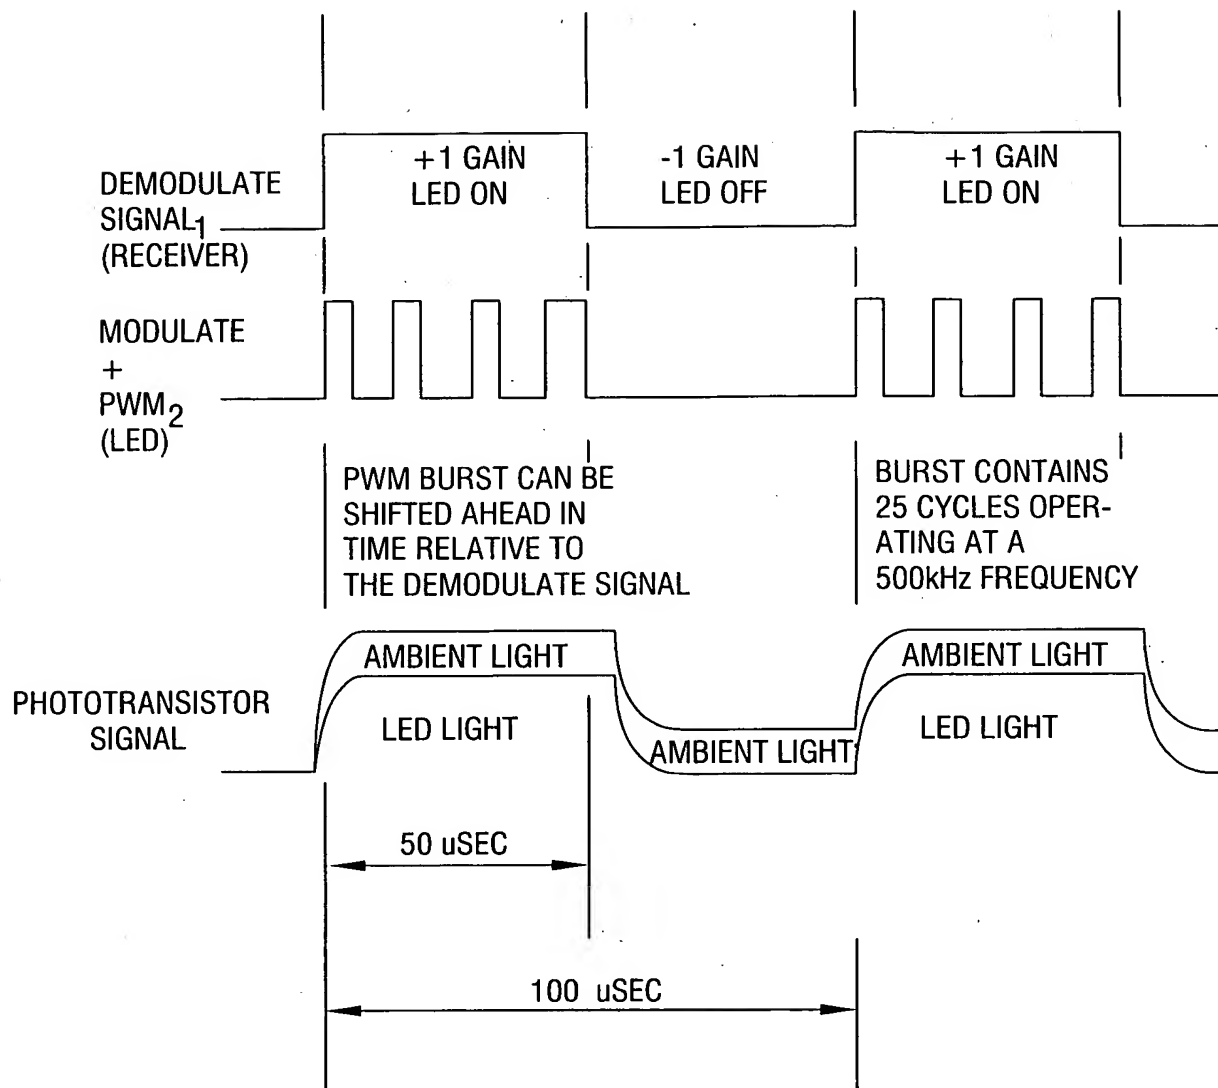 +1 GAIN
LED ON
-1 GAIN
LED OFF
+1 GAIN
LED ON
DEMODULATE
SIGNAL1
(RECEIVER)
MODULATE
+
PWM2
(LED)
PWM BURST CAN BE
SHIFTED AHEAD IN
TIME RELATIVE TO
THE DEMODULATE SIGNAL
BURST CONTAINS
25 CYCLES OPER-
ATING AT A
500kHz FREQUENCY
PHOTOTRANSISTOR
SIGNAL
AMBIENT LIGHT
LED LIGHT
AMBIENT LIGHT
AMBIENT LIGHT
LED LIGHT
50 uSEC
100 uSEC